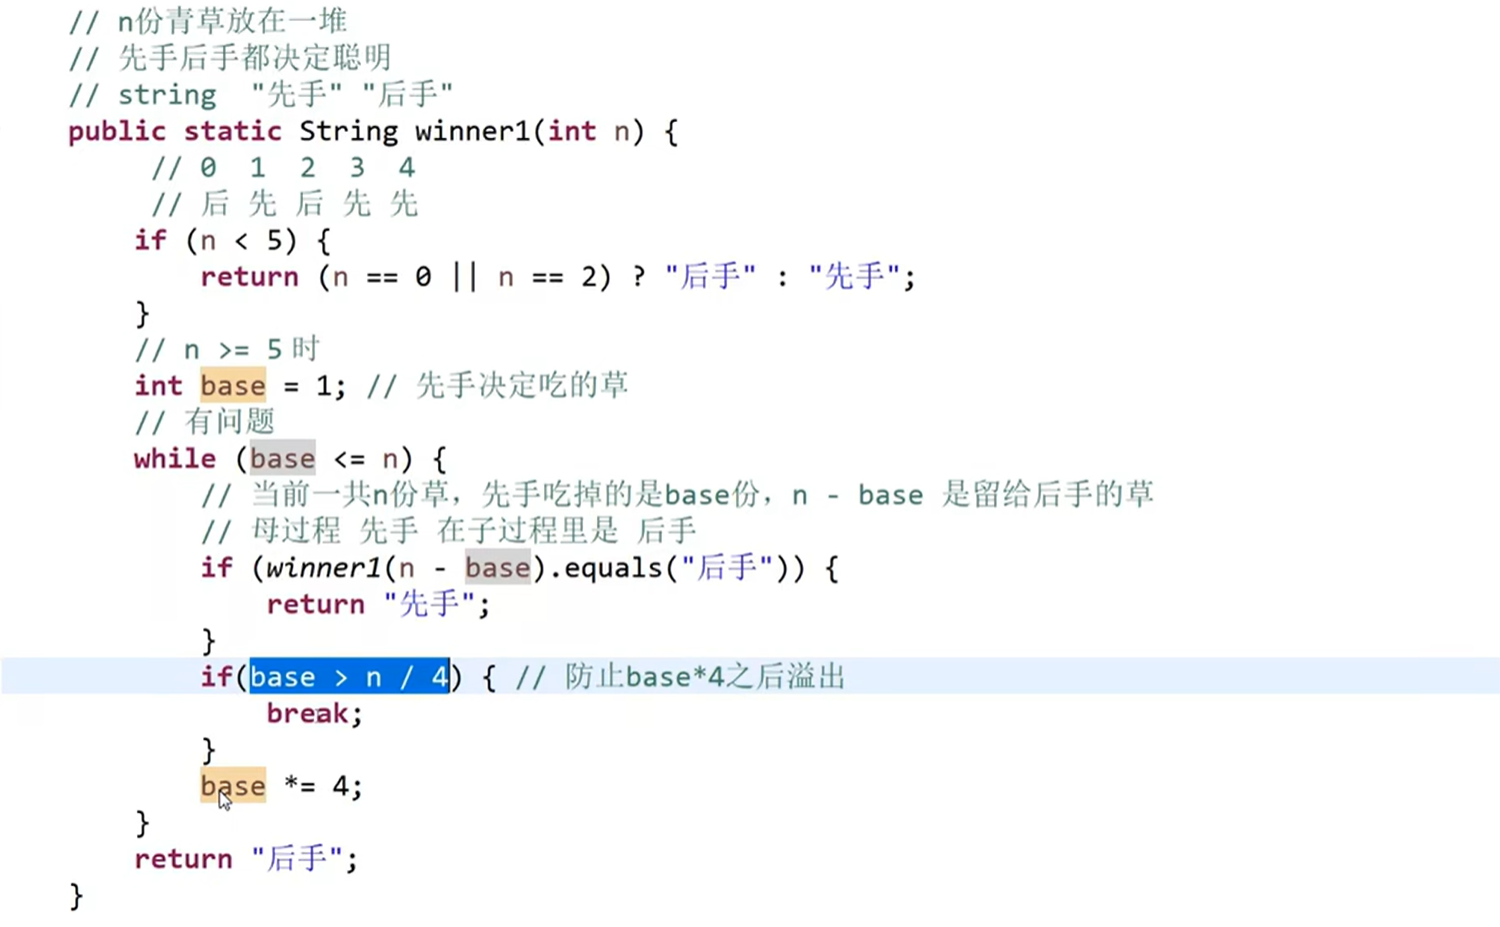 // n份青草放在一堆
// 先手后手都决定聪明
// string  "先手" "后手"
public static String winner1(int n) {
// 0  1  2  3  4
// 后 先 后 先 先
if (n < 5) {
return (n == 0 || n == 2) ? "后手" : "先手";
}
// n >= 5 时
int base = 1; // 先手决定吃的草
// 有问题
while (base <= n) {
// 当前一共n份草，先手吃掉的是base份，n - base 是留给后手的草
// 母过程 先手 在子过程里是 后手
if (winner1(n - base).equals("后手")) {
return "先手";
}
if(base > n / 4) { // 防止base*4之后溢出
break;
}
base *= 4;
}
return "后手";
}